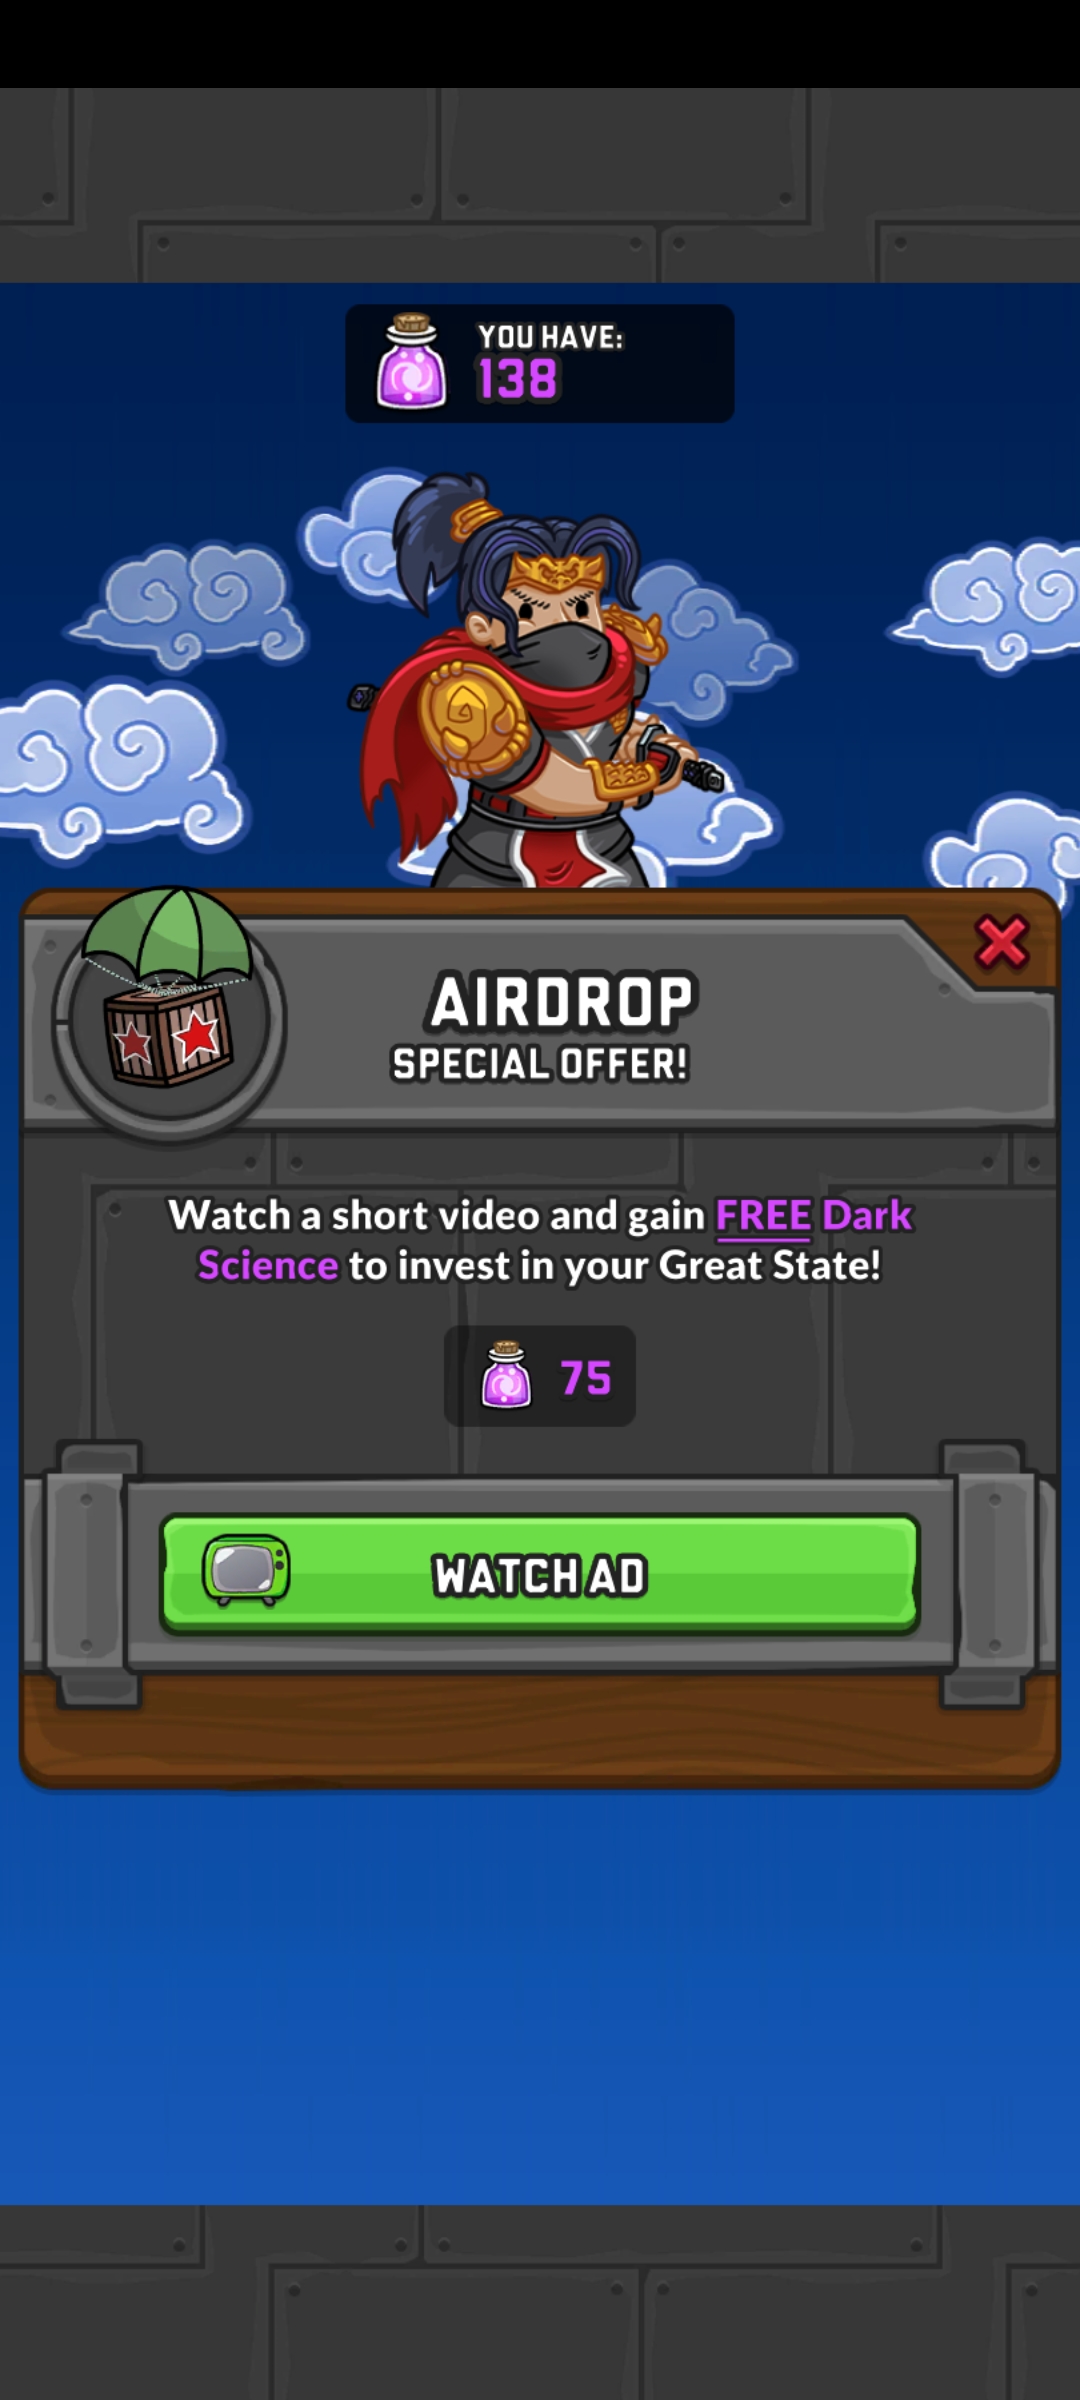 YOU HAVE:
138
AIRDROP
SPECIAL OFFER!
Watch a short video and gain FREE Dark
Science to invest in your Great State!
75
WATCH AD